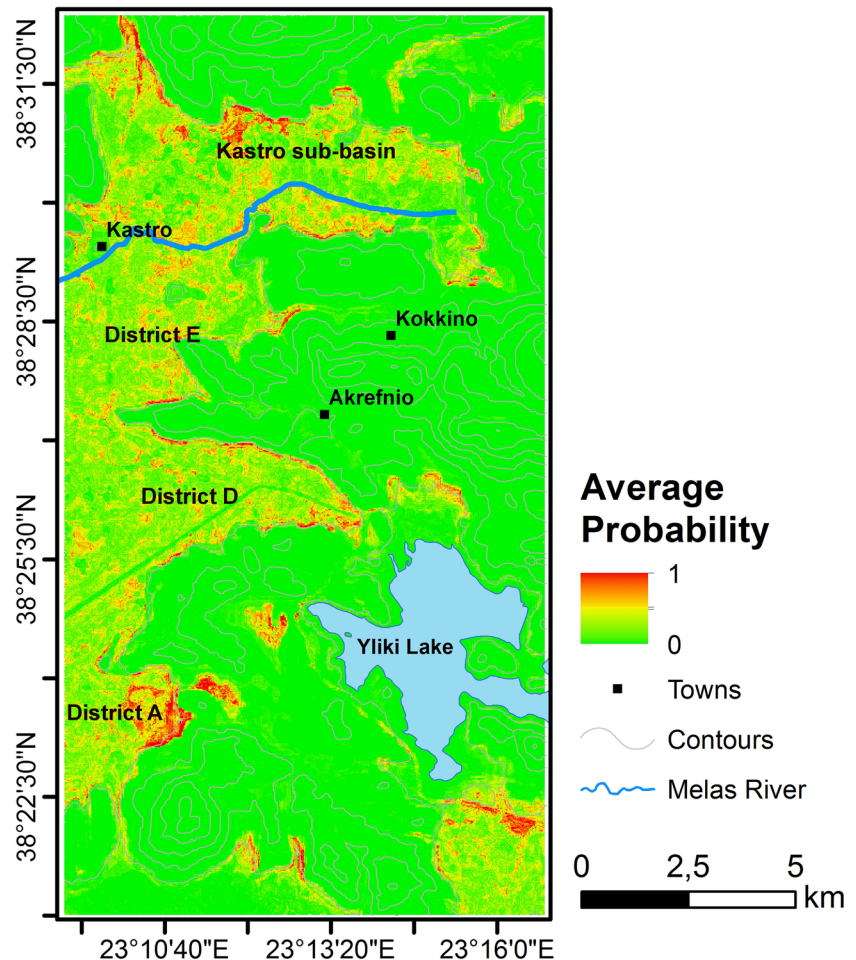 38°31'30"N
38°28'30"N
38°25'30"N
38°22'30"N
Kastro sub-basin
Kastro
Kokkino
District E
Akrefnio
District D
Yliki Lake
District A
23°10'40"E
23°13'20"E
23°16'0"E
Average
Probability
1
0
Towns
Contours
Melas River
0 2,5 5
km